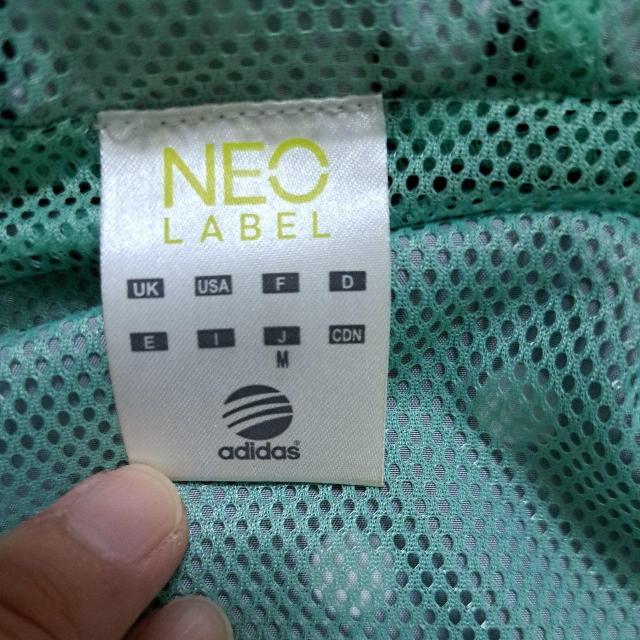 NEO
LABEL
UK USA F D
E I J CDN
M
adidas®